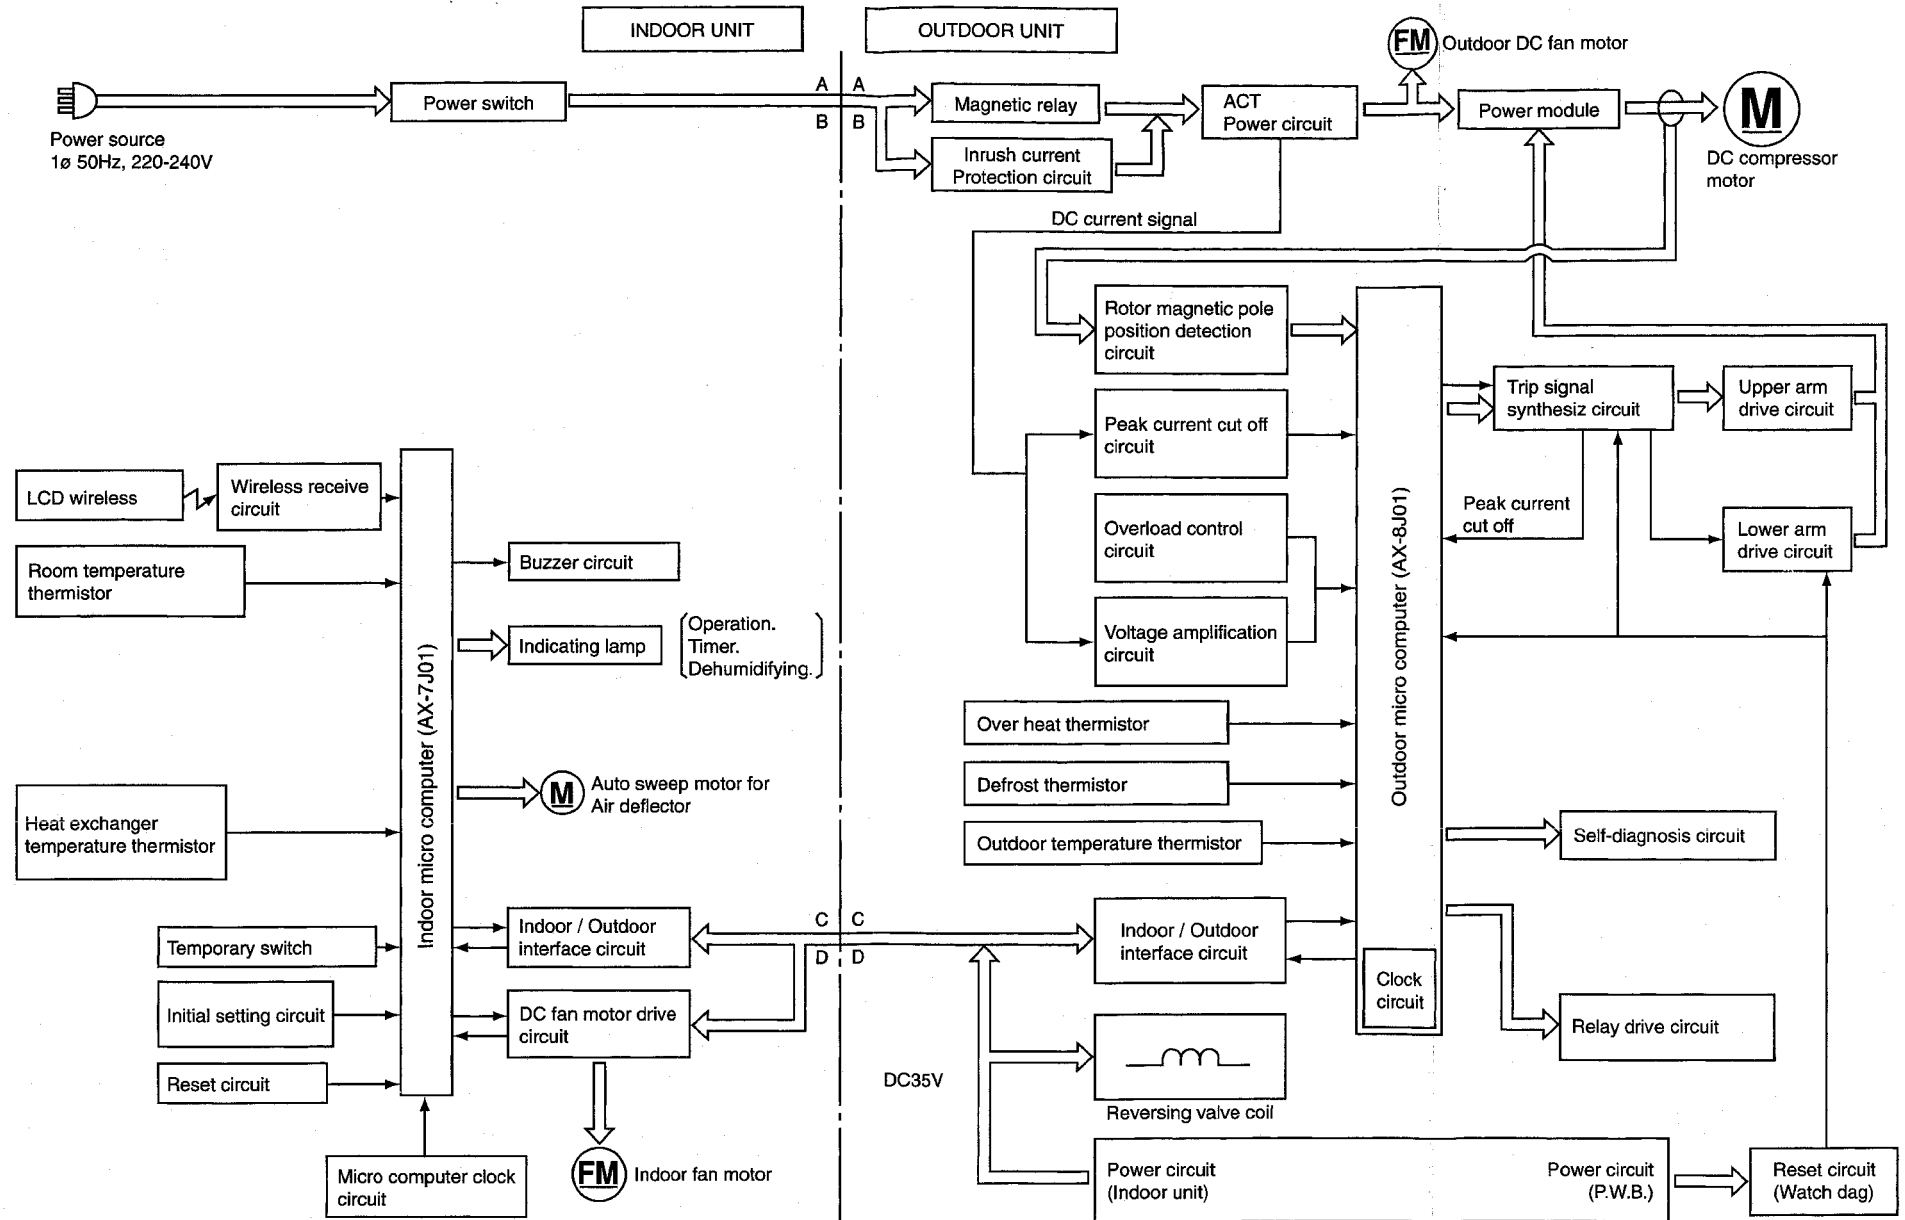 INDOOR UNIT
OUTDOOR UNIT
FM
Outdoor DC fan motor
Power source
1ø 50Hz, 220-240V
Power switch
A
B
A
B
Magnetic relay
Inrush current
Protection circuit
ACT
Power circuit
Power module
M
DC compressor
motor
DC current signal
Rotor magnetic pole
position detection
circuit
Peak current cut off
circuit
Overload control
circuit
Voltage amplification
circuit
Over heat thermistor
Defrost thermistor
Outdoor temperature thermistor
Indoor / Outdoor
interface circuit
Outdoor micro computer (AX-8J01)
Clock
circuit
Trip signal
synthesiz circuit
Upper arm
drive circuit
Peak current
cut off
Lower arm
drive circuit
Self-diagnosis circuit
Relay drive circuit
LCD wireless
Wireless receive
circuit
Room temperature
thermistor
Heat exchanger
temperature thermistor
Temporary switch
Initial setting circuit
Reset circuit
Micro computer clock
circuit
Indoor micro computer (AX-7J01)
Buzzer circuit
Indicating lamp
Operation.
Timer.
Dehumidifying.
M
Auto sweep motor for
Air deflector
Indoor / Outdoor
interface circuit
DC fan motor drive
circuit
FM
Indoor fan motor
C
D
C
D
DC35V
Reversing valve coil
Power circuit
(Indoor unit)
Power circuit
(P.W.B.)
Reset circuit
(Watch dag)